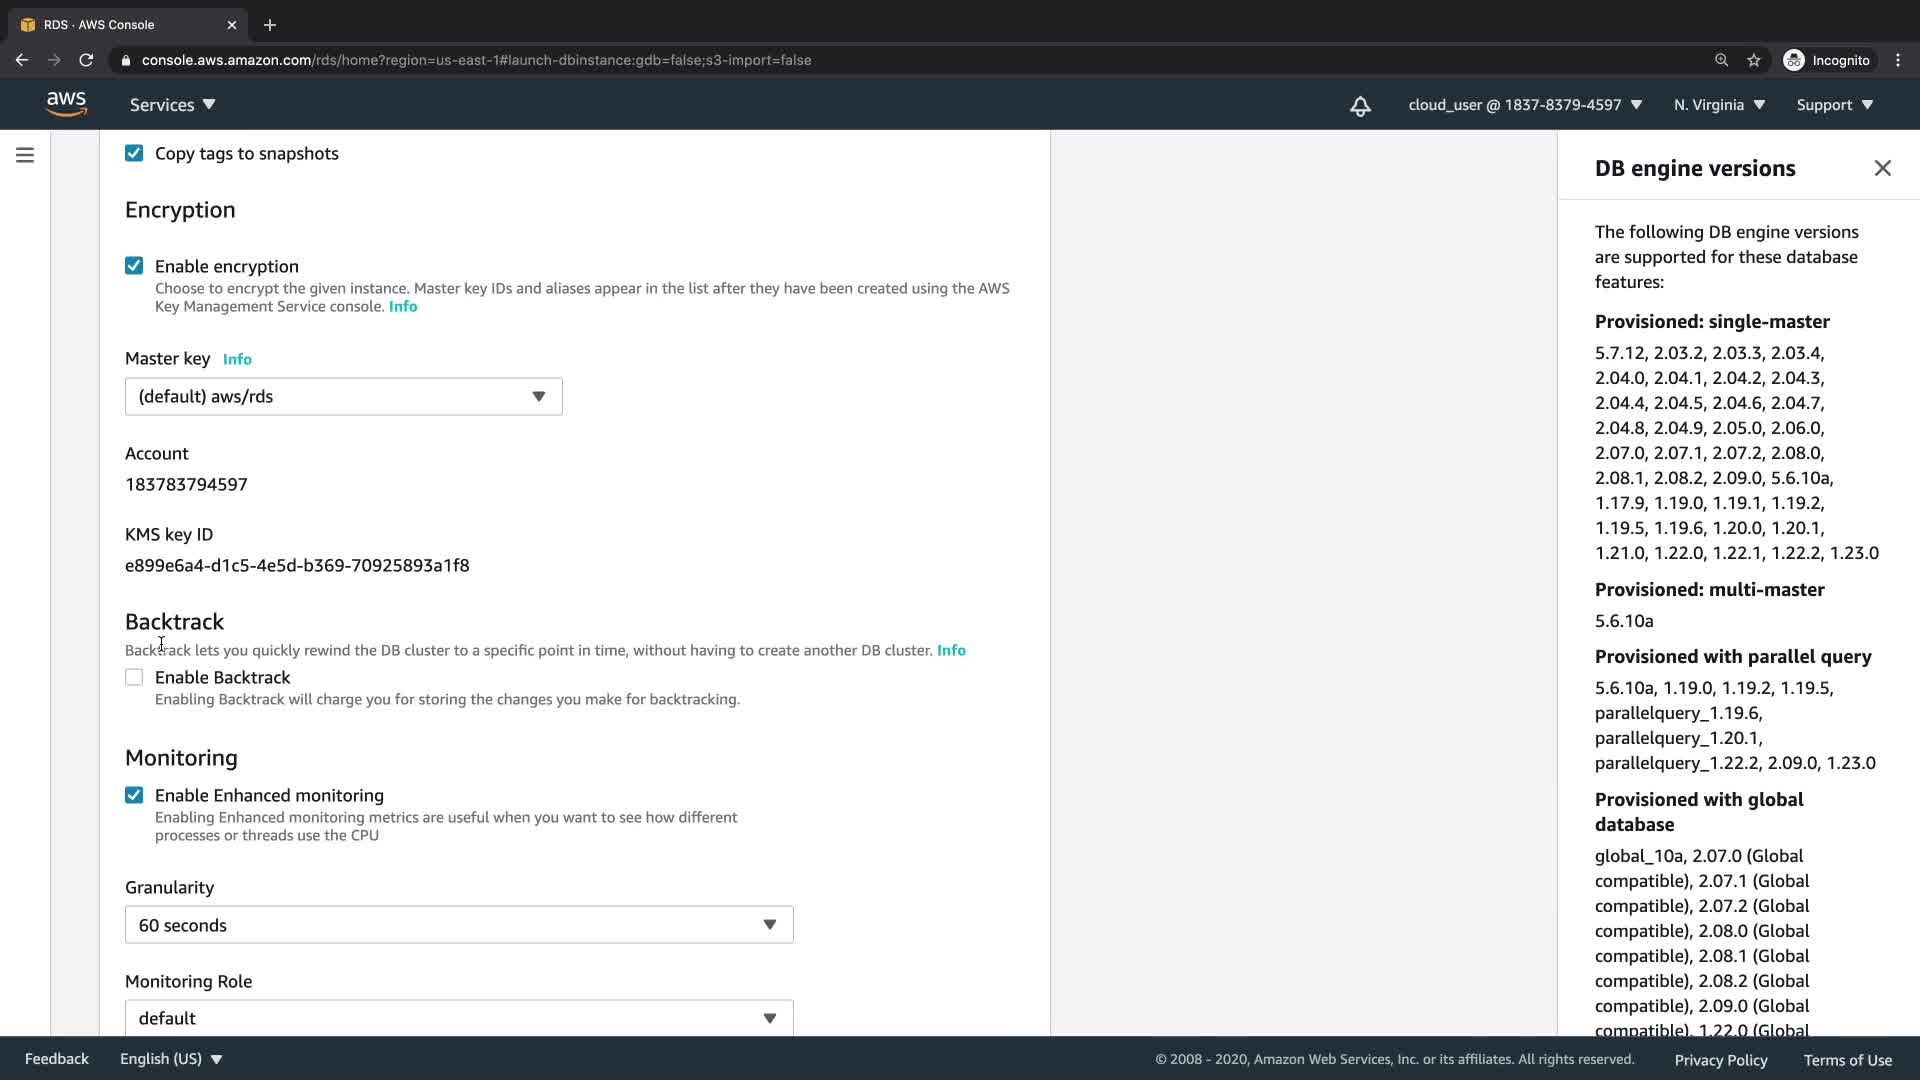 RDS · AWS Console
console.aws.amazon.com/rds/home?region=us-east-1#launch-dbinstance:gdb=false;s3-import=false
Incognito
aws
Services
cloud_user @ 1837-8379-4597
N. Virginia
Support
Copy tags to snapshots
Encryption
Enable encryption
Choose to encrypt the given instance. Master key IDs and aliases appear in the list after they have been created using the AWS
Key Management Service console. Info
Master key Info
(default) aws/rds
Account
183783794597
KMS key ID
e899e6a4-d1c5-4e5d-b369-70925893a1f8
Backtrack
Backtrack lets you quickly rewind the DB cluster to a specific point in time, without having to create another DB cluster. Info
Enable Backtrack
Enabling Backtrack will charge you for storing the changes you make for backtracking.
Monitoring
Enable Enhanced monitoring
Enabling Enhanced monitoring metrics are useful when you want to see how different
processes or threads use the CPU
Granularity
60 seconds
Monitoring Role
default
DB engine versions
The following DB engine versions
are supported for these database
features:
Provisioned: single-master
5.7.12, 2.03.2, 2.03.3, 2.03.4,
2.04.0, 2.04.1, 2.04.2, 2.04.3,
2.04.4, 2.04.5, 2.04.6, 2.04.7,
2.04.8, 2.04.9, 2.05.0, 2.06.0,
2.07.0, 2.07.1, 2.07.2, 2.08.0,
2.08.1, 2.08.2, 2.09.0, 5.6.10a,
1.17.9, 1.19.0, 1.19.1, 1.19.2,
1.19.5, 1.19.6, 1.20.0, 1.20.1,
1.21.0, 1.22.0, 1.22.1, 1.22.2, 1.23.0
Provisioned: multi-master
5.6.10a
Provisioned with parallel query
5.6.10a, 1.19.0, 1.19.2, 1.19.5,
parallelquery_1.19.6,
parallelquery_1.20.1,
parallelquery_1.22.2, 2.09.0, 1.23.0
Provisioned with global
database
global_10a, 2.07.0 (Global
compatible), 2.07.1 (Global
compatible), 2.07.2 (Global
compatible), 2.08.0 (Global
compatible), 2.08.1 (Global
compatible), 2.08.2 (Global
compatible), 2.09.0 (Global
compatible), 1.22.0 (Global
Feedback
English (US)
© 2008 - 2020, Amazon Web Services, Inc. or its affiliates. All rights reserved.
Privacy Policy
Terms of Use